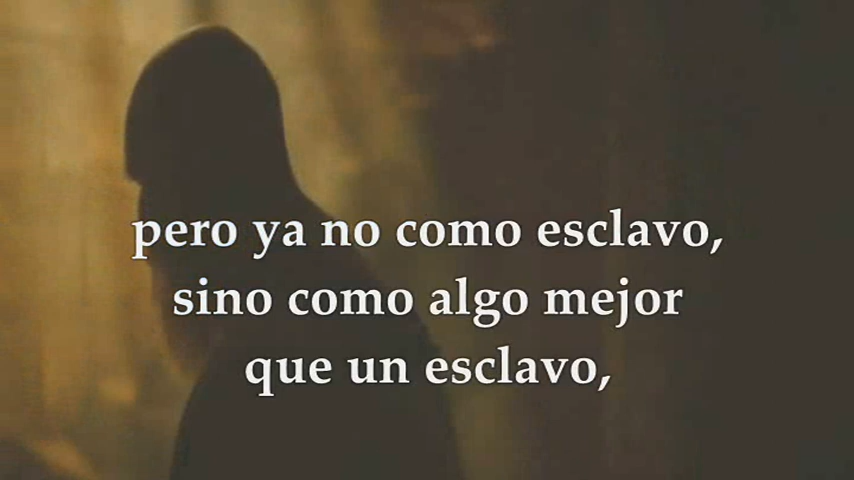 pero ya no como esclavo,
sino como algo mejor
que un esclavo,